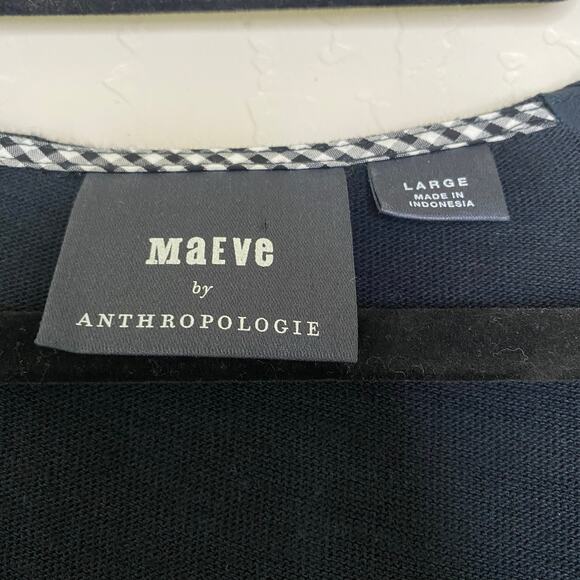 MaEve
by
ANTHROPOLOGIE
LARGE
MADE IN
INDONESIA